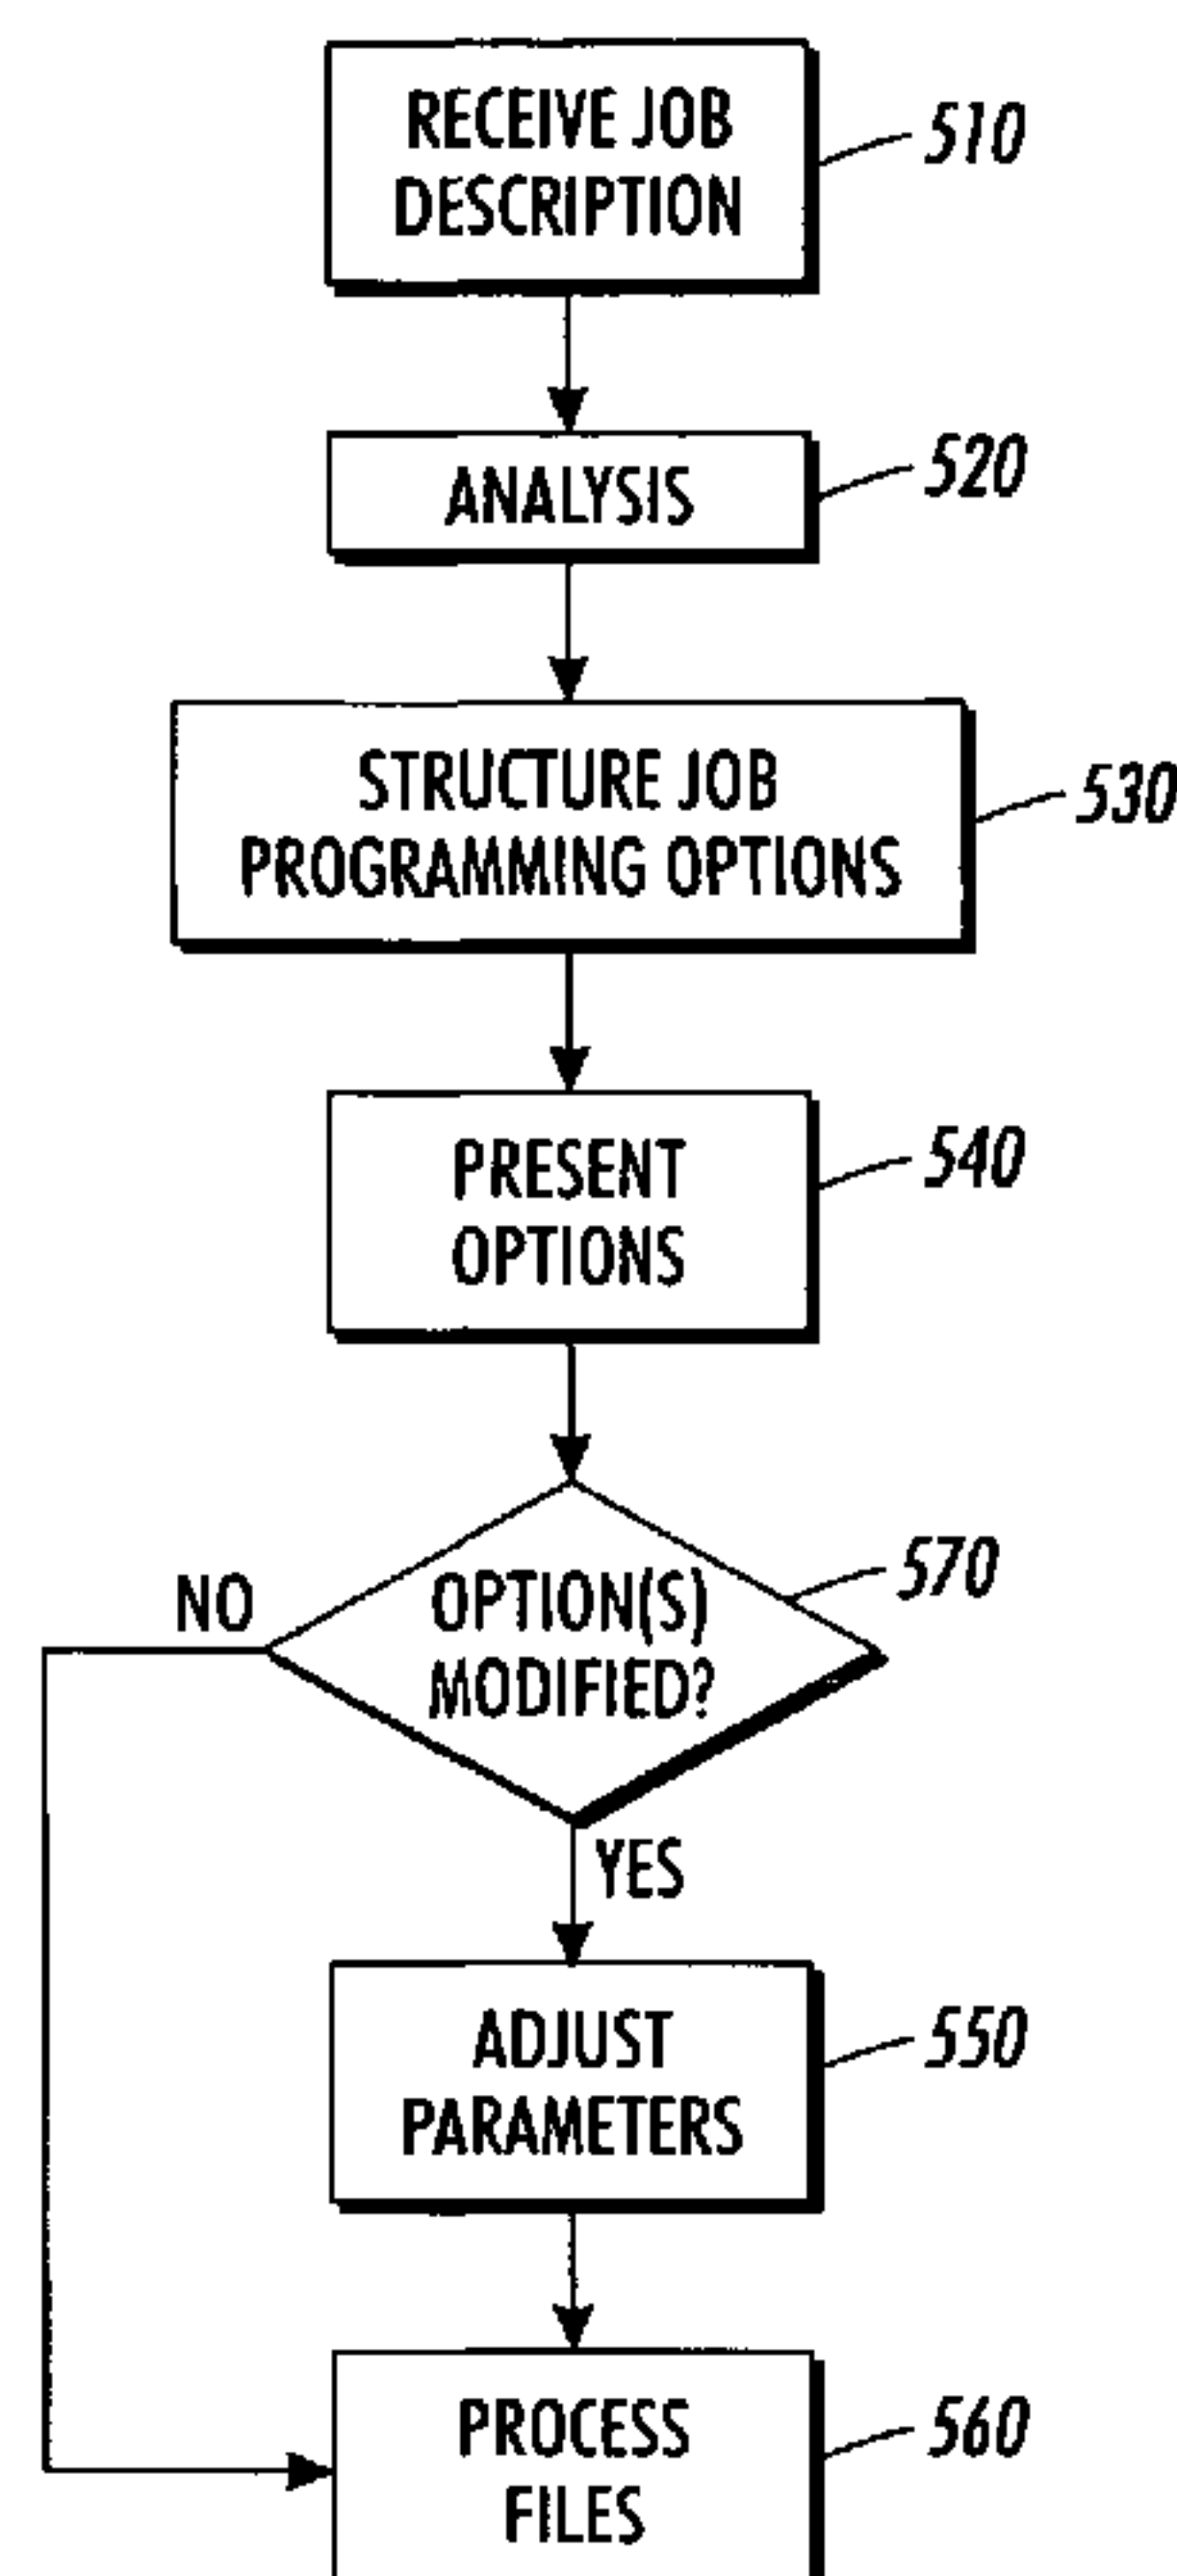 RECEIVE JOB
DESCRIPTION
510
ANALYSIS
520
STRUCTURE JOB
PROGRAMMING OPTIONS
530
PRESENT
OPTIONS
540
OPTION(S)
MODIFIED?
570
NO
YES
ADJUST
PARAMETERS
550
PROCESS
FILES
560